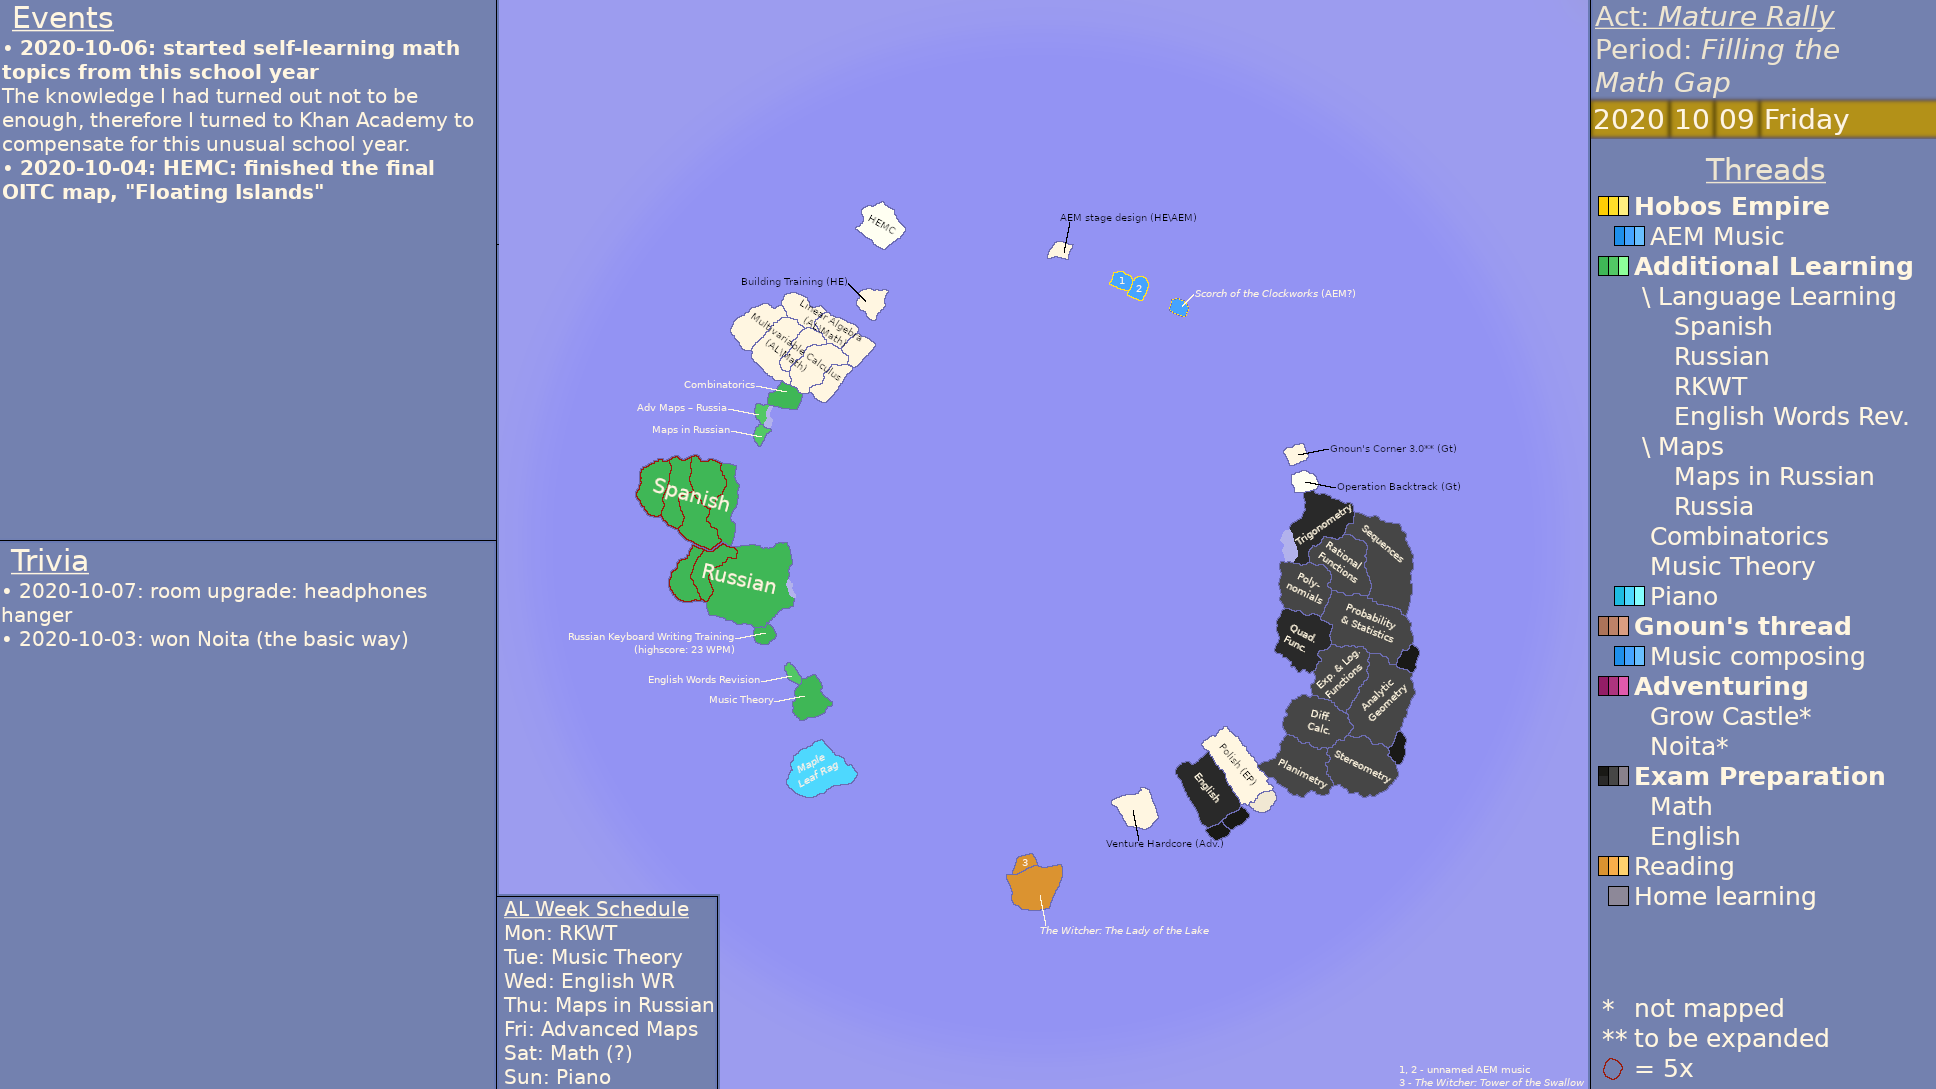 Events
• 2020-10-06: started self-learning math
topics from this school year
The knowledge I had turned out not to be
enough, therefore I turned to Khan Academy to
compensate for this unusual school year.
• 2020-10-04: HEMC: finished the final
OITC map, "Floating Islands"
Trivia
• 2020-10-07: room upgrade: headphones
hanger
• 2020-10-03: won Noita (the basic way)
HEMC
AEM stage design (HE\AEM)
Building Training (HE)
1
2
Scorch of the Clockworks (AEM?)
Linear Algebra
(AL\Math)
Multivariable Calculus
(AL\Math)
Combinatorics
Adv Maps – Russia
Maps in Russian
Spanish
Russian
Russian Keyboard Writing Training
(highscore: 23 WPM)
English Words Revision
Music Theory
Maple
Leaf Rag
Gnoun's Corner 3.0** (Gt)
Operation Backtrack (Gt)
Trigonometry
Sequences
Rational
Functions
Poly-
nomials
Probability
& Statistics
Quad.
Func.
Exp. & Log.
Functions
Analytic
Geometry
Diff.
Calc.
Planimetry
Stereometry
Polish (EP)
English
Venture Hardcore (Adv.)
3
The Witcher: The Lady of the Lake
AL Week Schedule
Mon: RKWT
Tue: Music Theory
Wed: English WR
Thu: Maps in Russian
Fri: Advanced Maps
Sat: Math (?)
Sun: Piano
1, 2 - unnamed AEM music
3 - The Witcher: Tower of the Swallow
Act: Mature Rally
Period: Filling the
Math Gap
2020 10 09 Friday
Threads
Hobos Empire
AEM Music
Additional Learning
\ Language Learning
Spanish
Russian
RKWT
English Words Rev.
\ Maps
Maps in Russian
Russia
Combinatorics
Music Theory
Piano
Gnoun's thread
Music composing
Adventuring
Grow Castle*
Noita*
Exam Preparation
Math
English
Reading
Home learning
* not mapped
** to be expanded
= 5x